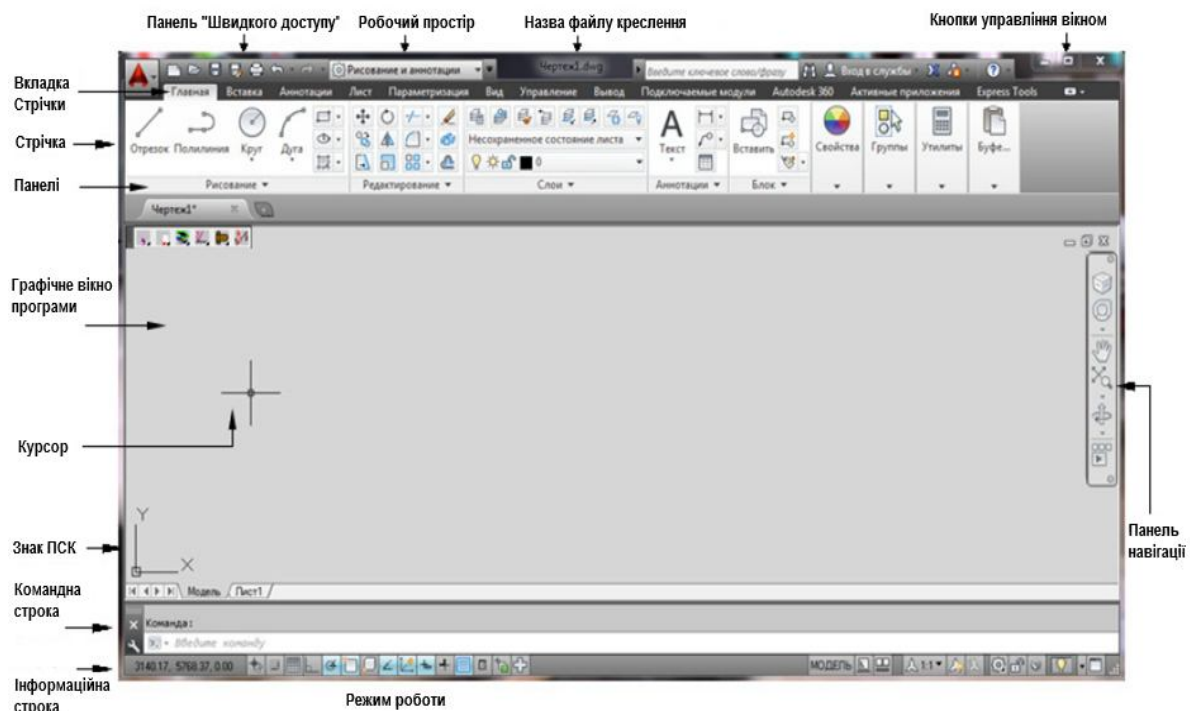 Панель "Швидкого доступу" Робочий простір Назва файлу креслення Кнопки управління вікном
Чертеж1.dwg
Рисование и аннотации Введите ключевое слово/фразу Вход в службы
Вкладка
Стрічки
Главная Вставка Аннотации Лист Параметризация Вид Управление Вывод Подключаемые модули Autodesk 360 Активные приложения Express Tools
Стрічка
Отрезок Полилиния Круг Дуга
Несохраненное состояние листа
0
Текст Вставить Свойства Группы Утилиты Буфе...
Панелі
Рисование Редактирование Слои Аннотации Блок
Чертеж1*
Графічне вікно
програми
Курсор
Y
X
Знак ПСК
Панель
навігації
Модель Лист1
Командна
строка
Команда:
Введите команду
3140.17, 5768.37, 0.00 МОДЕЛЬ 1:1
Інформаційна
строка
Режим роботи